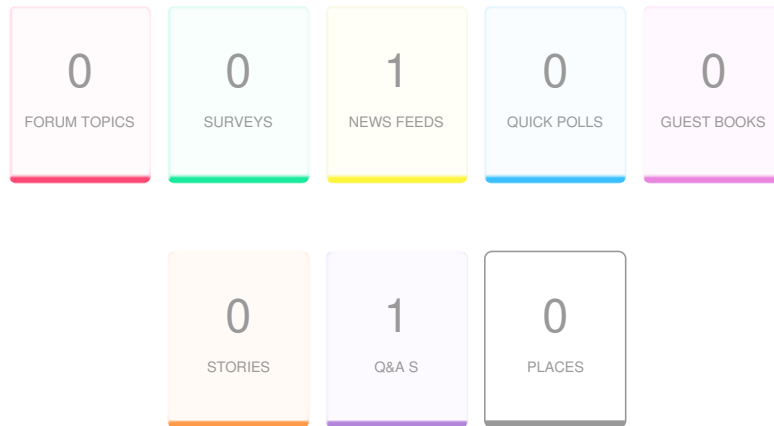 0 0 1 0 0
FORUM TOPICS SURVEYS NEWS FEEDS QUICK POLLS GUEST BOOKS
0 1 0
STORIES Q&A S PLACES